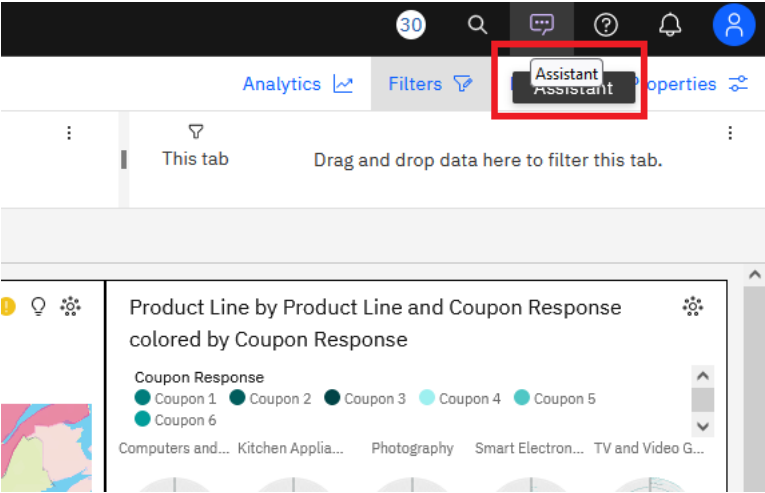 30
Analytics
Filters
Assistant
Assistant
operties
This tab
Drag and drop data here to filter this tab.
Product Line by Product Line and Coupon Response
colored by Coupon Response
Coupon Response
Coupon 1 Coupon 2 Coupon 3 Coupon 4 Coupon 5
Coupon 6
Computers and... Kitchen Applia... Photography Smart Electron... TV and Video G...